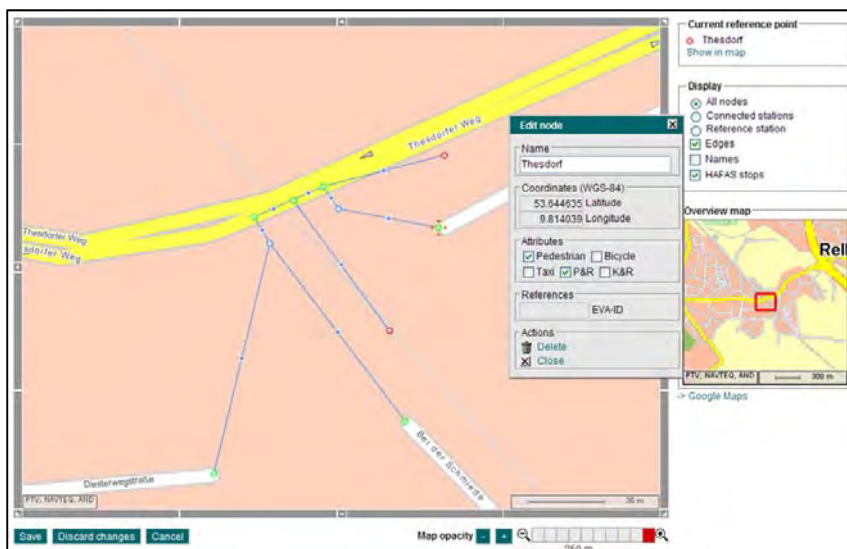 Current reference point
Thesdorf
Show in map
Display
All nodes
Connected stations
Reference station
Edges
Names
HAFAS stops
Overview map
Rell
PTV, NAVTEQ, AND
300 m
-> Google Maps
Thesdorfer Weg
Thesdorfer Weg
sdorfer Weg
Edit node
Name
Thesdorf
Coordinates (WGS-84)
53.644635 Latitude
9.814039 Longitude
Attributes
Pedestrian Bicycle
Taxi P&R K&R
References
EVA-ID
Actions
Delete
Close
Bei der Schmiede
Diesterwegstraße
PTV, NAVTEQ, AND
Save Discard changes Cancel
Map opacity - +